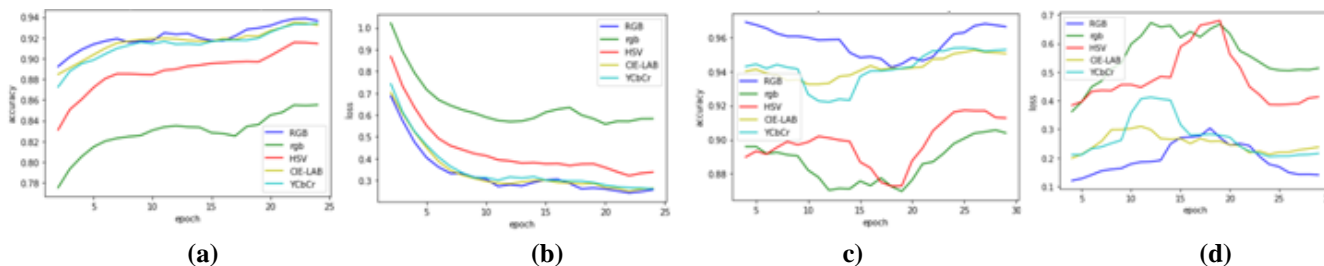 0.94
0.92
0.90
0.88
0.86
0.84
0.82
0.80
0.78
accuracy
5
10
15
20
25
epoch
RGB
rgb
HSV
CIE-LAB
YCbCr
(a)
1.0
0.9
0.8
0.7
0.6
0.5
0.4
0.3
loss
5
10
15
20
25
epoch
RGB
rgb
HSV
CIE-LAB
YCbCr
(b)
0.96
0.94
0.92
0.90
0.88
accuracy
5
10
15
20
25
30
epoch
RGB
rgb
HSV
CIE-LAB
YCbCr
c)
0.7
0.6
0.5
0.4
0.3
0.2
0.1
loss
5
10
15
20
25
epoch
RGB
rgb
HSV
CIE-LAB
YCbCr
(d)